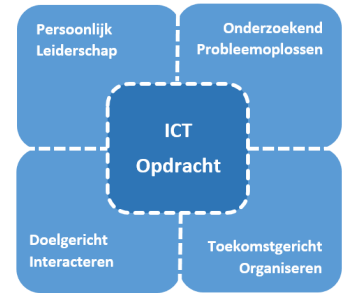 Persoonlijk
Leiderschap
Onderzoekend
Probleemoplossen
ICT
Opdracht
Doelgericht
Interacteren
Toekomstgericht
Organiseren